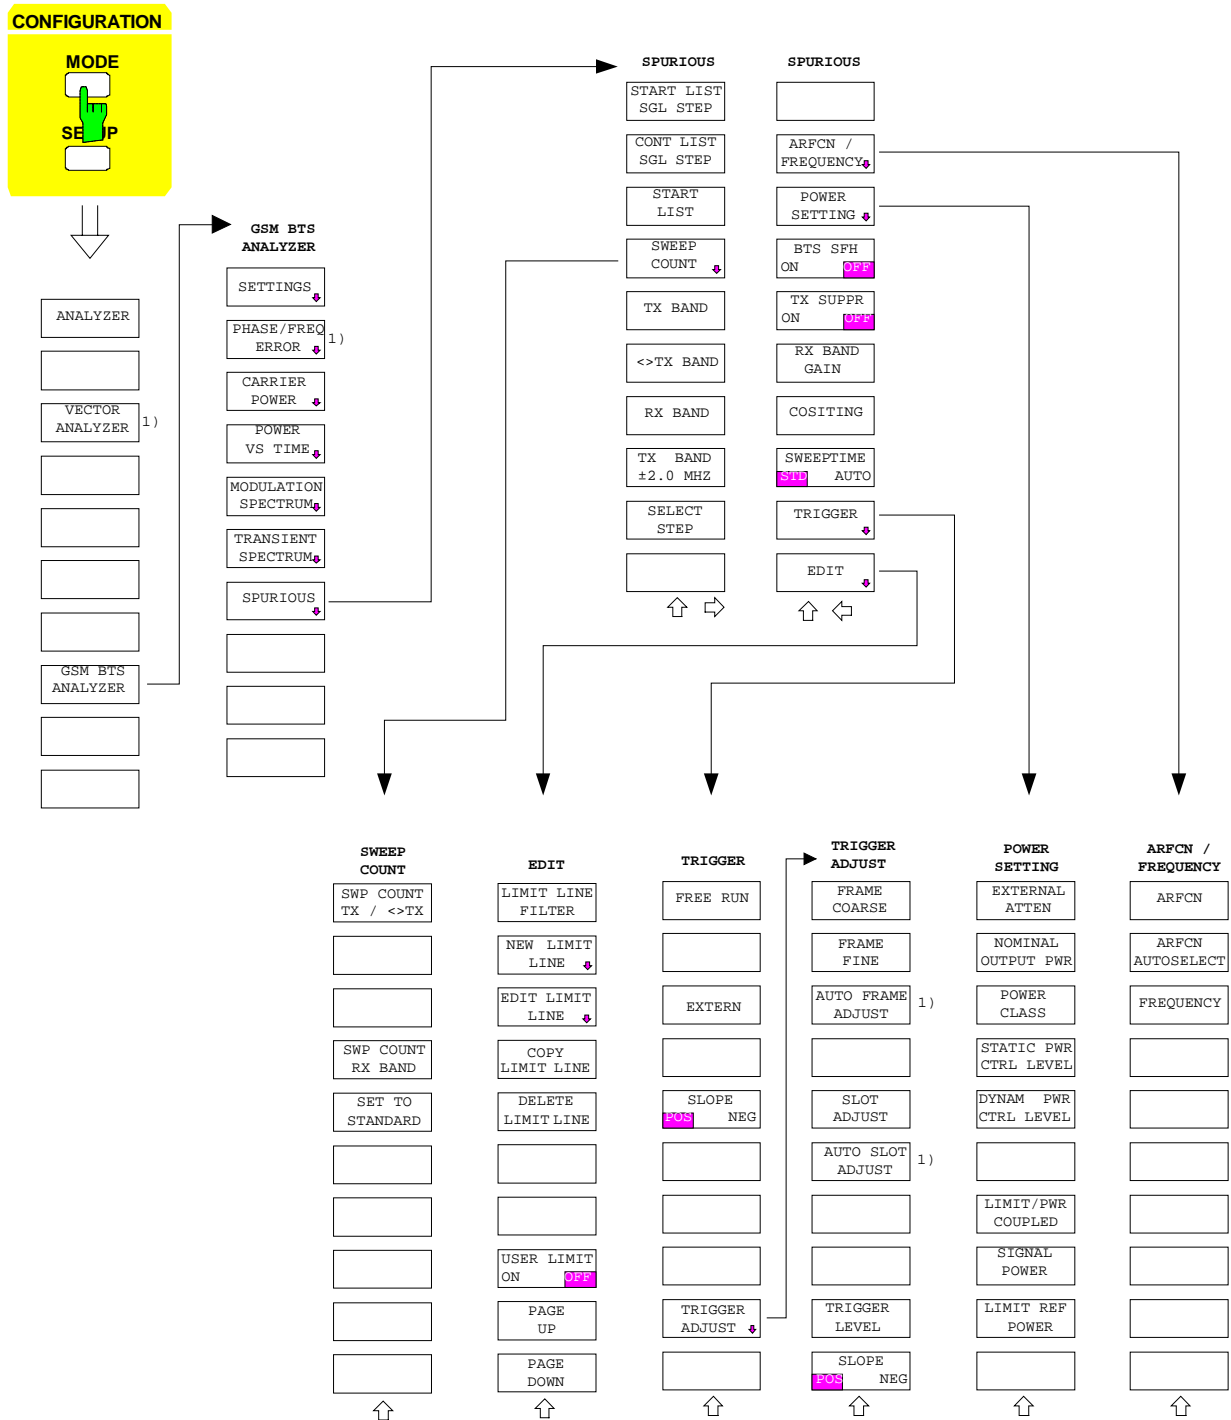 CONFIGURATION
MODE
SETUP
ANALYZER
VECTOR
ANALYZER
1)
GSM BTS
ANALYZER
GSM BTS
ANALYZER
SETTINGS
PHASE/FREQ
ERROR
1)
CARRIER
POWER
POWER
VS TIME
MODULATION
SPECTRUM
TRANSIENT
SPECTRUM
SPURIOUS
SPURIOUS
START LIST
SGL STEP
CONT LIST
SGL STEP
START
LIST
SWEEP
COUNT
TX BAND
<>TX BAND
RX BAND
TX BAND
±2.0 MHZ
SELECT
STEP
SPURIOUS
ARFCN /
FREQUENCY
POWER
SETTING
BTS SFH
ON OFF
TX SUPPR
ON OFF
RX BAND
GAIN
COSITING
SWEEPTIME
STD AUTO
TRIGGER
EDIT
SWEEP
COUNT
SWP COUNT
TX / <>TX
SWP COUNT
RX BAND
SET TO
STANDARD
EDIT
LIMIT LINE
FILTER
NEW LIMIT
LINE
EDIT LIMIT
LINE
COPY
LIMIT LINE
DELETE
LIMIT LINE
USER LIMIT
ON OFF
PAGE
UP
PAGE
DOWN
TRIGGER
FREE RUN
EXTERN
SLOPE
POS NEG
TRIGGER
ADJUST
TRIGGER
ADJUST
FRAME
COARSE
FRAME
FINE
AUTO FRAME
ADJUST
1)
SLOT
ADJUST
AUTO SLOT
ADJUST
1)
TRIGGER
LEVEL
SLOPE
POS NEG
POWER
SETTING
EXTERNAL
ATTEN
NOMINAL
OUTPUT PWR
POWER
CLASS
STATIC PWR
CTRL LEVEL
DYNAM PWR
CTRL LEVEL
LIMIT/PWR
COUPLED
SIGNAL
POWER
LIMIT REF
POWER
ARFCN /
FREQUENCY
ARFCN
ARFCN
AUTOSELECT
FREQUENCY